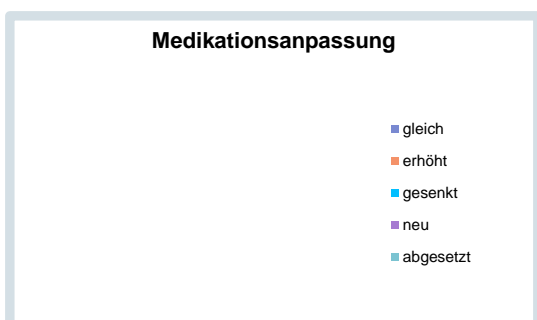 Medikationsanpassung
gleich
erhöht
gesenkt
neu
abgesetzt